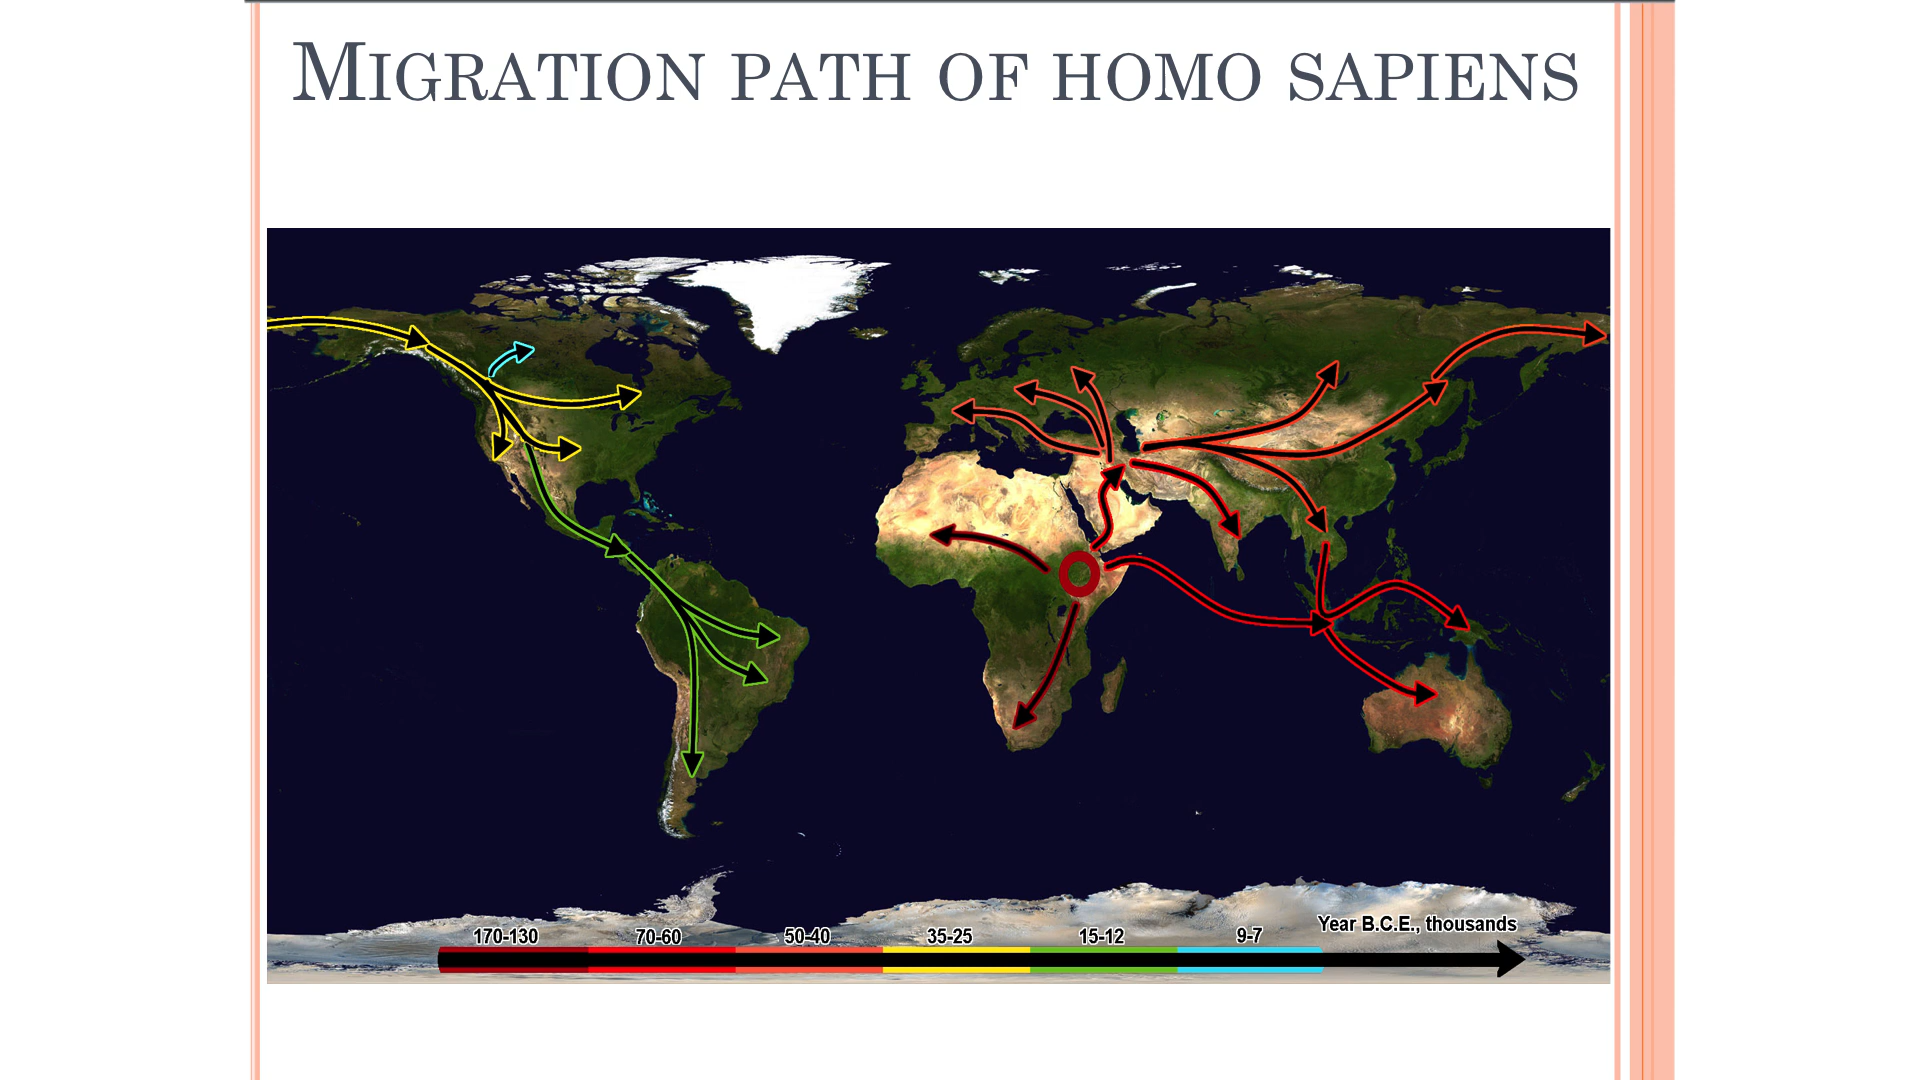 MIGRATION PATH OF HOMO SAPIENS
170-130 70-60 50-40 35-25 15-12 9-7 Year B.C.E., thousands